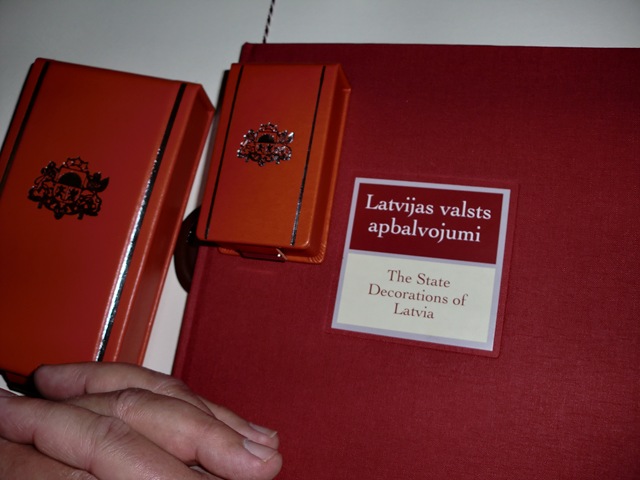 Latvijas valsts
apbalvojumi
The State
Decorations of
Latvia